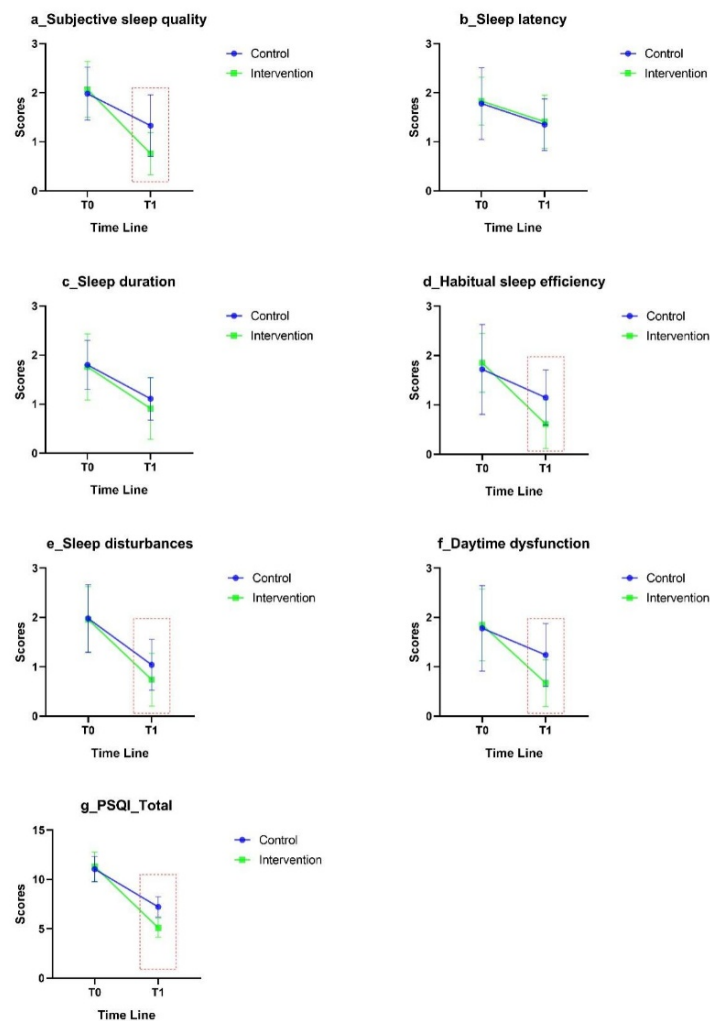 a_Subjective sleep quality
3
2
1
0
Scores
T0
T1
Time Line
Control
Intervention
b_Sleep latency
3
2
1
0
Scores
T0
T1
Time Line
Control
Intervention
c_Sleep duration
3
2
1
0
Scores
T0
T1
Time Line
Control
Intervention
d_Habitual sleep efficiency
3
2
1
0
Scores
T0
T1
Time Line
Control
Intervention
e_Sleep disturbances
3
2
1
0
Scores
T0
T1
Time Line
Control
Intervention
f_Daytime dysfunction
3
2
1
0
Scores
T0
T1
Time Line
Control
Intervention
g_PSQI_Total
15
10
5
0
Scores
T0
T1
Time Line
Control
Intervention